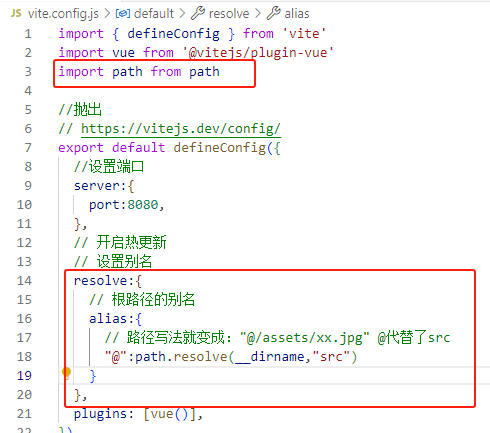 JS vite.config.js > default > resolve > alias
1 import { defineConfig } from 'vite'
2 import vue from '@vitejs/plugin-vue'
3 import path from path
4
5 //抛出
6 // https://vitejs.dev/config/
7 export default defineConfig({
8 //设置端口
9 server:{
10 port:8080,
11 },
12 // 开启热更新
13 // 设置别名
14 resolve:{
15 // 根路径的别名
16 alias:{
17 // 路径写法就变成："@/assets/xx.jpg" @代替了src
18 "@":path.resolve(__dirname,"src")
19 }
20 },
21 plugins: [vue()],
22 })